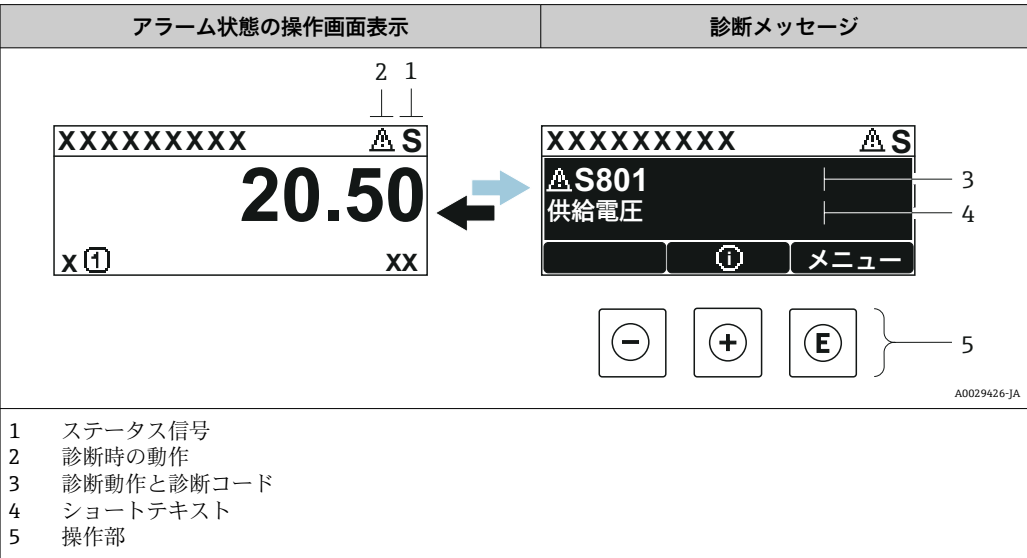 アラーム状態の操作画面表示 診断メッセージ
2 1
XXXXXXXXX ⚠ S
20.50
x 1 xx
XXXXXXXXX ⚠ S
⚠S801 3
供給電圧 4
ⓘ メニュー
− + E 5
A0029426-JA
1 ステータス信号
2 診断時の動作
3 診断動作と診断コード
4 ショートテキスト
5 操作部